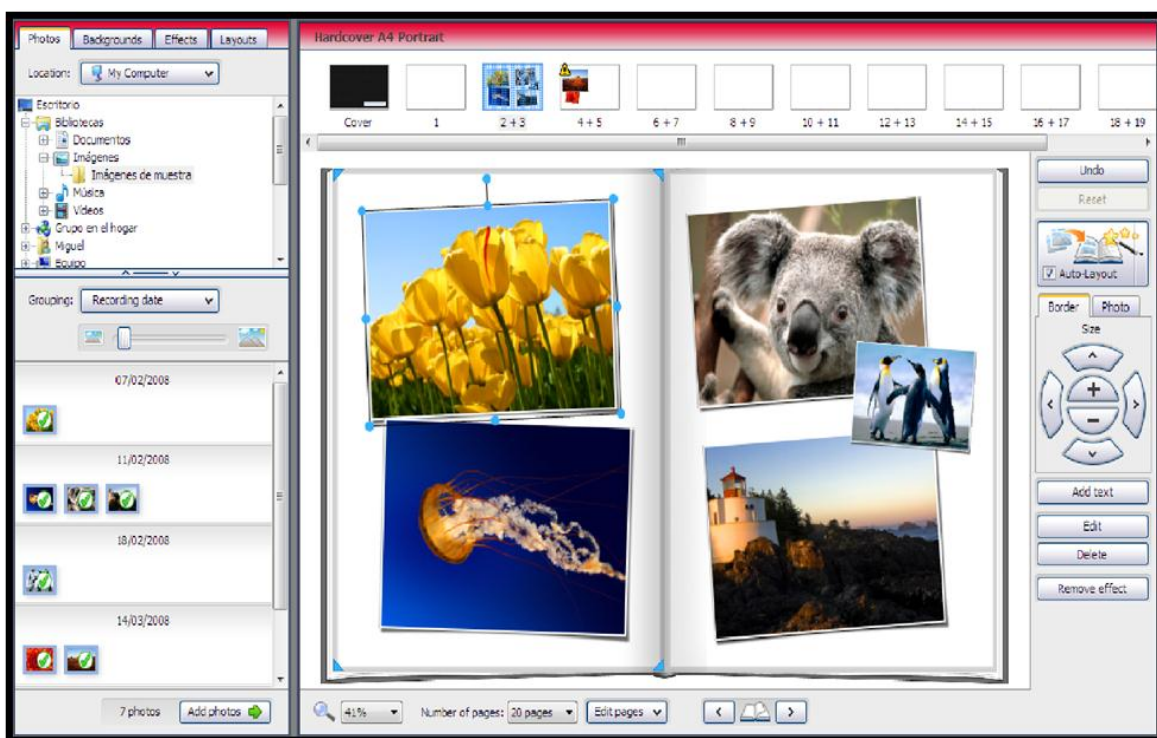 Photos Backgrounds Effects Layouts
Location: My Computer
Escritorio
Bibliotecas
Documentos
Imágenes
Imágenes de muestra
Música
Vídeos
Grupo en el hogar
Miguel
Equipo
Grouping: Recording date
07/02/2008
11/02/2008
18/02/2008
14/03/2008
7 photos Add photos
Hardcover A4 Portrait
Cover 1 2 + 3 4 + 5 6 + 7 8 + 9 10 + 11 12 + 13 14 + 15 16 + 17 18 + 19
Undo
Reset
Auto-Layout
Border Photo
Size
Add text
Edit
Delete
Remove effect
41% Number of pages: 20 pages Edit pages